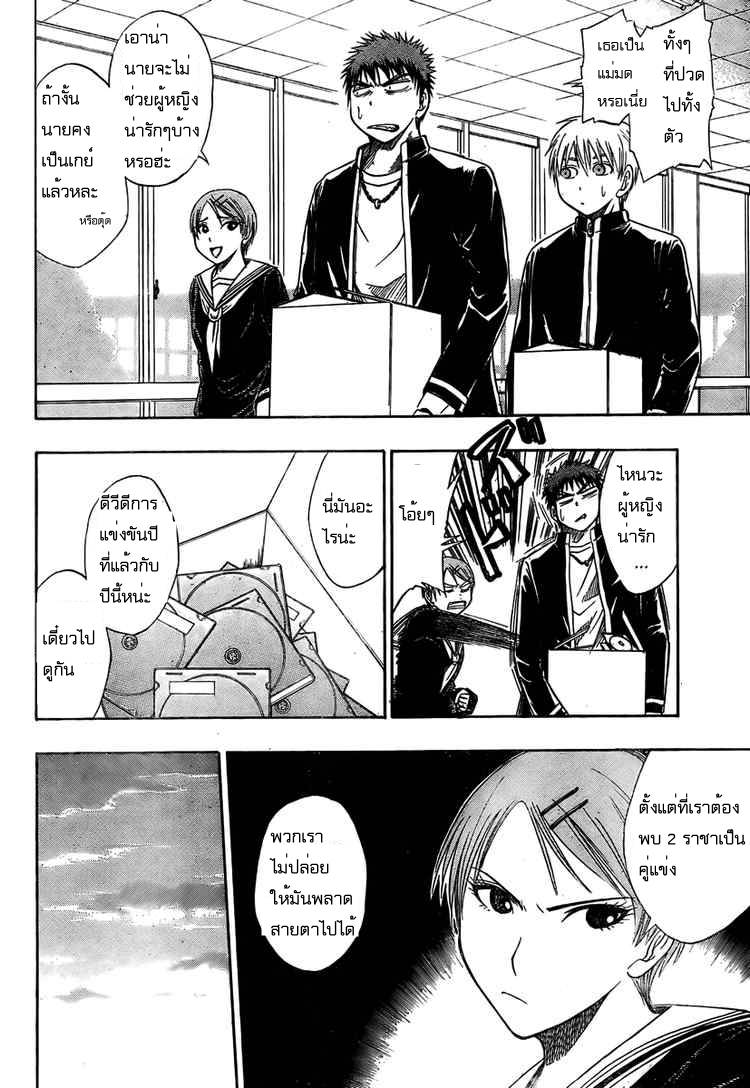 ทั้งๆ
ที่ปวด
ไปทั้ง
ตัว
เธอเป็น
แม่มด
หรอเนี่ย
เอาน่า
นายจะไม่
ช่วยผู้หญิง
น่ารักๆบ้าง
หรอฮ่ะ
ถ้างั้น
นายคง
เป็นเกย์
แล้วหละ
หรือตุ๊ด
ไหนวะ
ผู้หญิง
น่ารัก
...
โอ้ยๆ
นี่มันอะ
ไรน่ะ
ดีวีดีการ
แข่งขันปี
ที่แล้วกับ
ปีนี้หน่ะ
เดี๋ยวไป
ดูกัน
ตั้งแต่ที่เราต้อง
พบ 2 ราชาเป็น
คู่แข่ง
พวกเรา
ไม่ปล่อย
ให้มันพลาด
สายตาไปได้